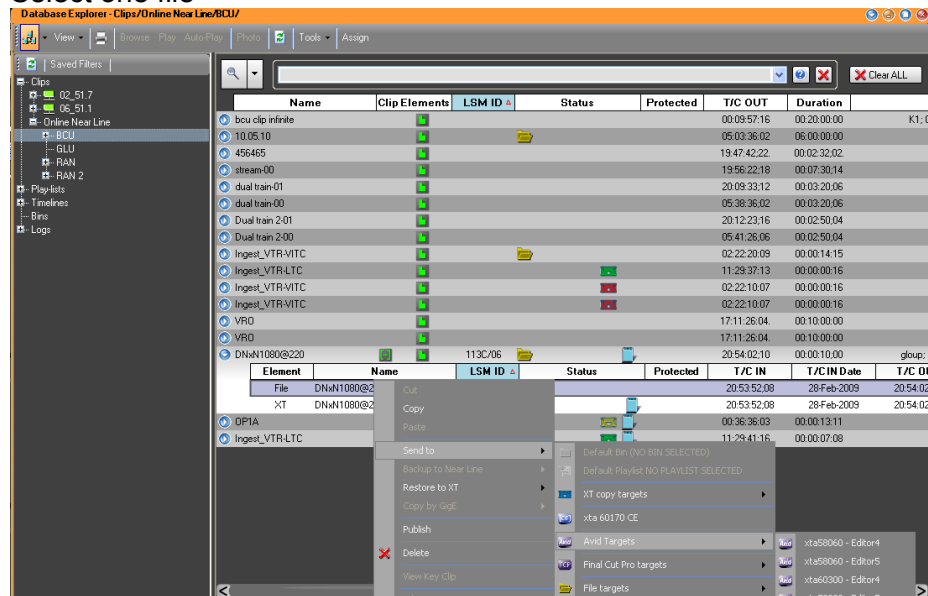 Select one file
Database Explorer - Clips/Online Near Line/BCU/
View Browse Play Auto-Play Photo Tools Assign
Saved Filters
Clear ALL
Clips
02_51.7
06_51.1
Online Near Line
BCU
GLU
RAN
RAN 2
Play-lists
Timelines
Bins
Logs
Name Clip Elements LSM ID Status Protected T/C OUT Duration
bcu clip infinite 00:09:57:16 00:20:00:00 K1;
10.05.10 05:03:36:02 06:00:00:00
456465 19:47:42;22. 00:02:32;02.
stream-00 19:56:22;18 00:07:30;14
dual train-01 20:09:33;12 00:03:20;06
dual train-00 05:38:36;02 00:03:20;06
Dual train 2-01 20:12:23;16 00:02:50;04
Dual train 2-00 05:41:26;06 00:02:50;04
Ingest_VTR-VITC 02:22:20:09 00:00:14:15
Ingest_VTR-LTC 11:29:37:13 00:00:00:16
Ingest_VTR-VITC 02:22:10:07 00:00:00:16
Ingest_VTR-VITC 02:22:10:07 00:00:00:16
VRO 17:11:26:04. 00:10:00:00
VRO 17:11:26:04. 00:10:00:00
DNxN1080@220 113C/06 20:54:02;10 00:00:10;00 gloup;
Element Name LSM ID Status Protected T/C IN T/C IN Date T/C
File DNxN1080@2 20:53:52;08 28-Feb-2009 20:54:02
XT DNxN1080@2 20:53:52;08 28-Feb-2009 20:54:02
OP1A 00:36:36:03 00:00:13:11
Ingest_VTR-LTC 11:29:41:16 00:00:07:08
Cut
Copy
Paste
Send to
Backup to Near Line
Restore to XT
Copy by GigE
Publish
Delete
View Key Clip
Default Bin (NO BIN SELECTED)
Default Playlist NO PLAYLIST SELECTED
XT copy targets
xta 60170 CE
Avid Targets
Final Cut Pro targets
File targets
xta58060 - Editor4
xta58060 - Editor5
xta60300 - Editor4